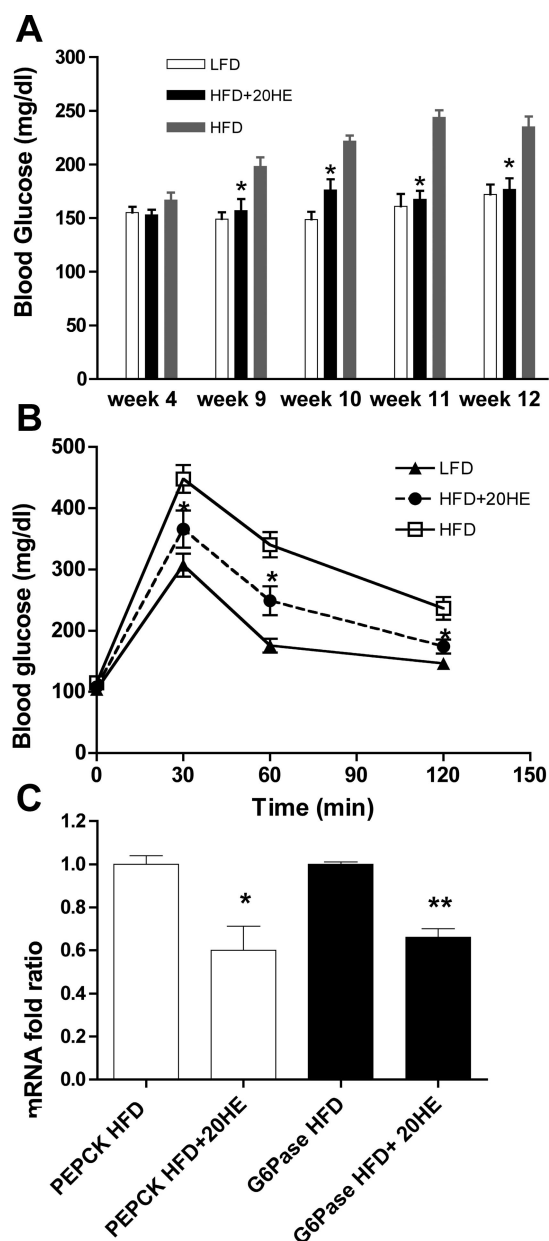 A
Blood Glucose (mg/dl)
300
250
200
150
100
50
0
LFD
HFD+20HE
HFD
*
*
*
*
week 4 week 9 week 10 week 11 week 12
B
Blood glucose (mg/dl)
500
400
300
200
100
0
LFD
HFD+20HE
HFD
*
*
*
0 30 60 90 120 150
Time (min)
C
mRNA fold ratio
1.2
1.0
0.8
0.6
0.4
0.2
0.0
*
**
PEPCK HFD
PEPCK HFD+20HE
G6Pase HFD
G6Pase HFD+ 20HE